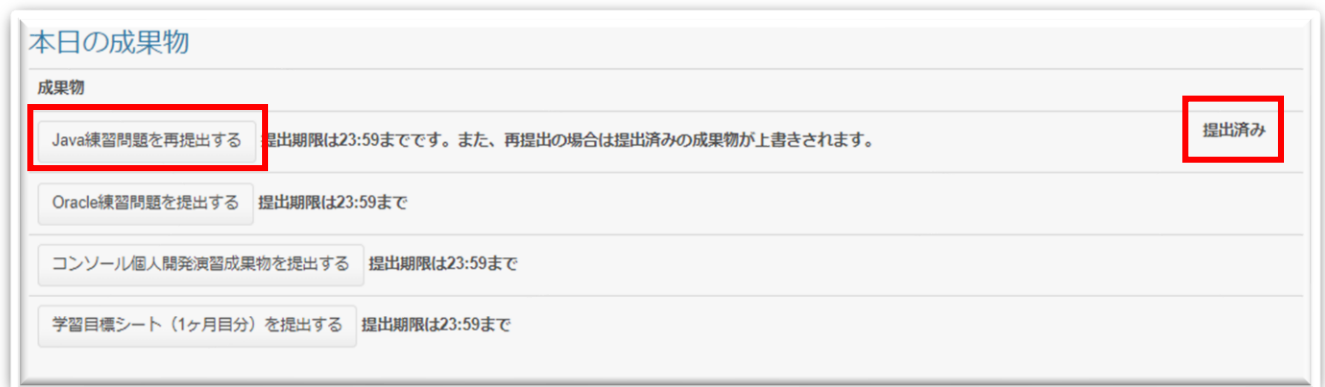 本日の成果物
成果物
Java練習問題を再提出する 提出期限は23:59までです。また、再提出の場合は提出済みの成果物が上書きされます。 提出済み
Oracle練習問題を提出する 提出期限は23:59まで
コンソール個人開発演習成果物を提出する 提出期限は23:59まで
学習目標シート（1ヶ月目分）を提出する 提出期限は23:59まで